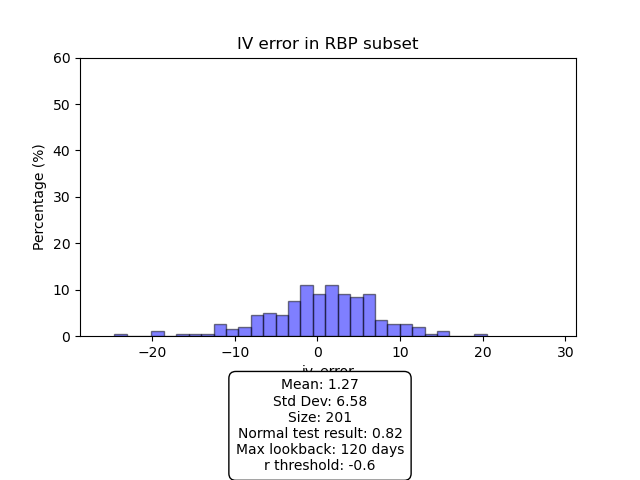 IV error in RBP subset
60
50
40
30
20
10
0
Percentage (%)
−20
−10
0
10
20
30
iv_error
Mean: 1.27
Std Dev: 6.58
Size: 201
Normal test result: 0.82
Max lookback: 120 days
r threshold: -0.6